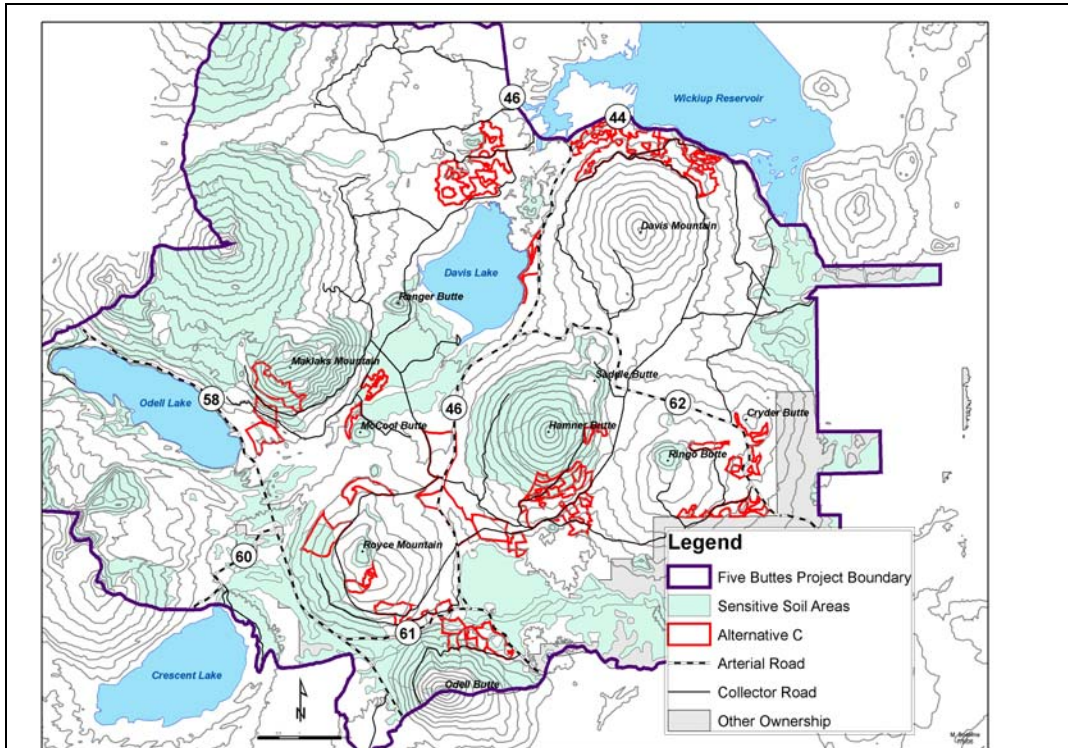 46
Wickiup Reservoir
44
Davis Mountain
Davis Lake
Ranger Butte
Maklaks Mountain
Saddle Butte
Odell Lake
58
46
62
Cryder Butte
McCool Butte
Hamner Butte
Ringo Butte
Royce Mountain
60
61
Crescent Lake
Odell Butte
N
Legend
Five Buttes Project Boundary
Sensitive Soil Areas
Alternative C
Arterial Road
Collector Road
Other Ownership